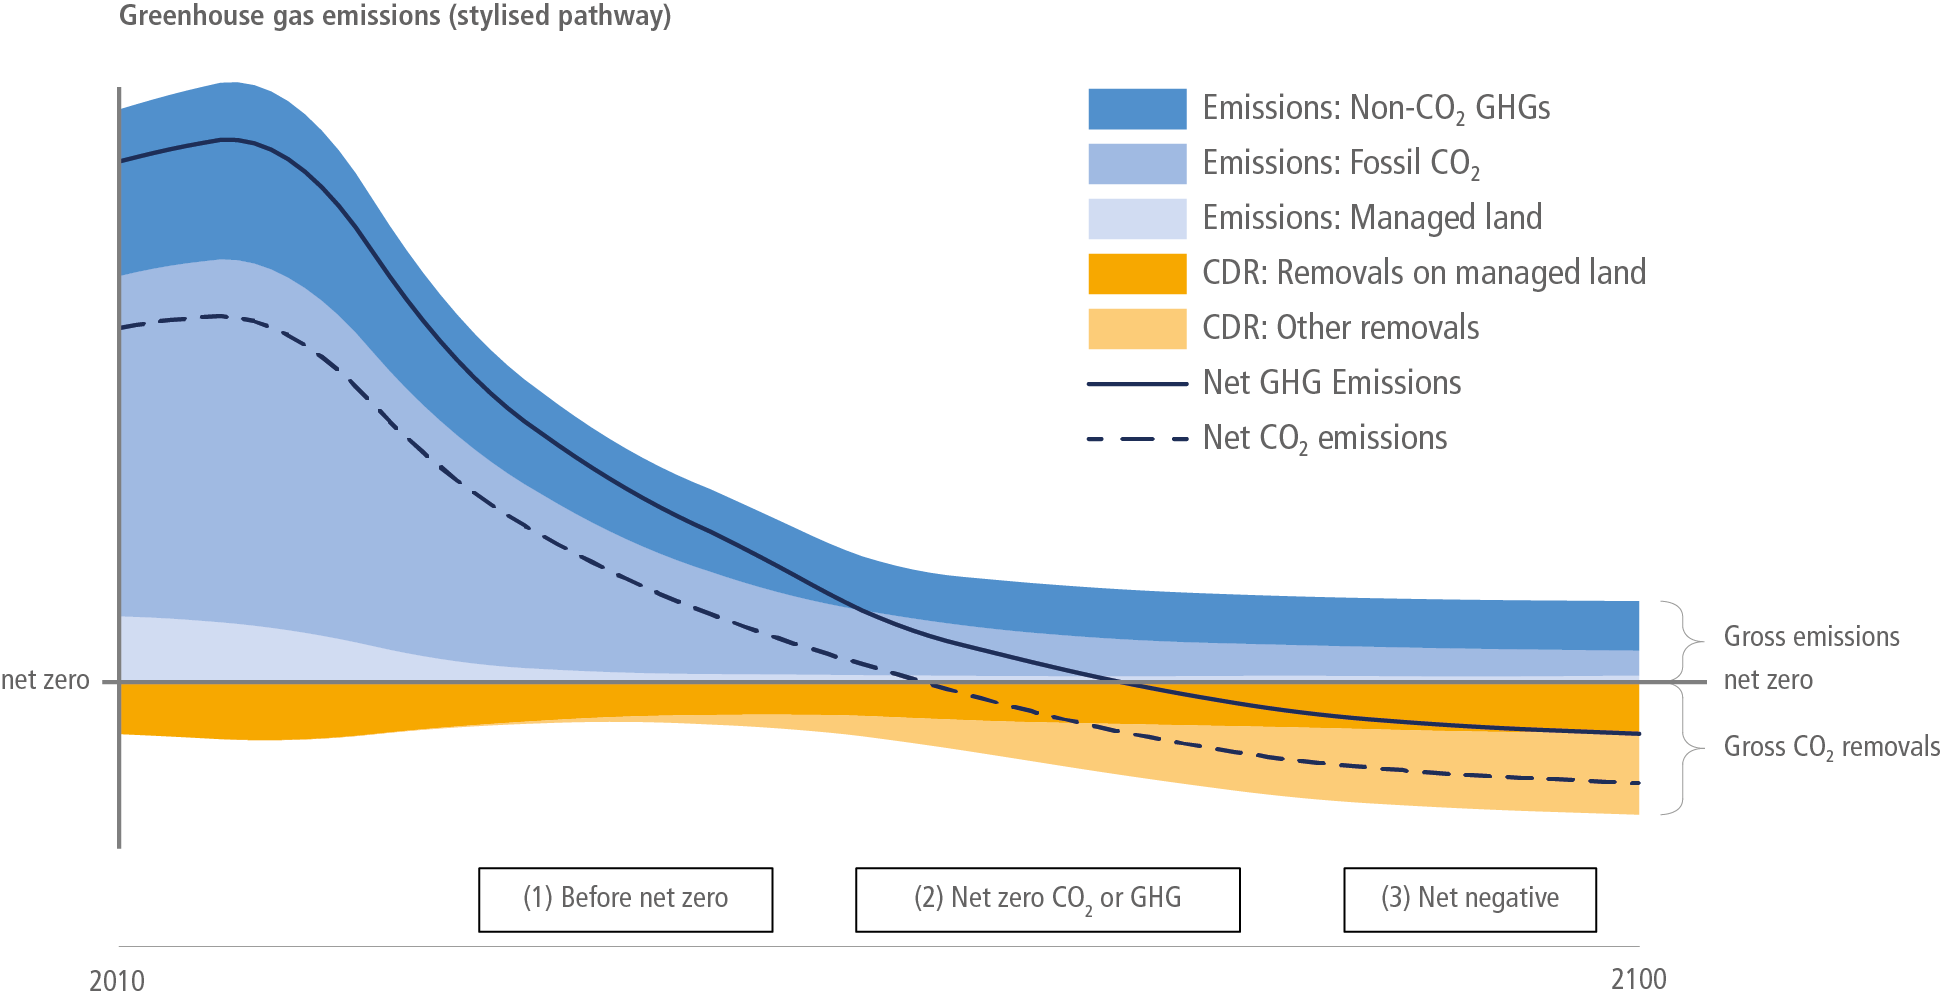 Greenhouse gas emissions (stylised pathway)
Emissions: Non-CO₂ GHGs
Emissions: Fossil CO₂
Emissions: Managed land
CDR: Removals on managed land
CDR: Other removals
Net GHG Emissions
Net CO₂ emissions
Gross emissions
net zero
net zero
Gross CO₂ removals
(1) Before net zero
(2) Net zero CO₂ or GHG
(3) Net negative
2010
2100